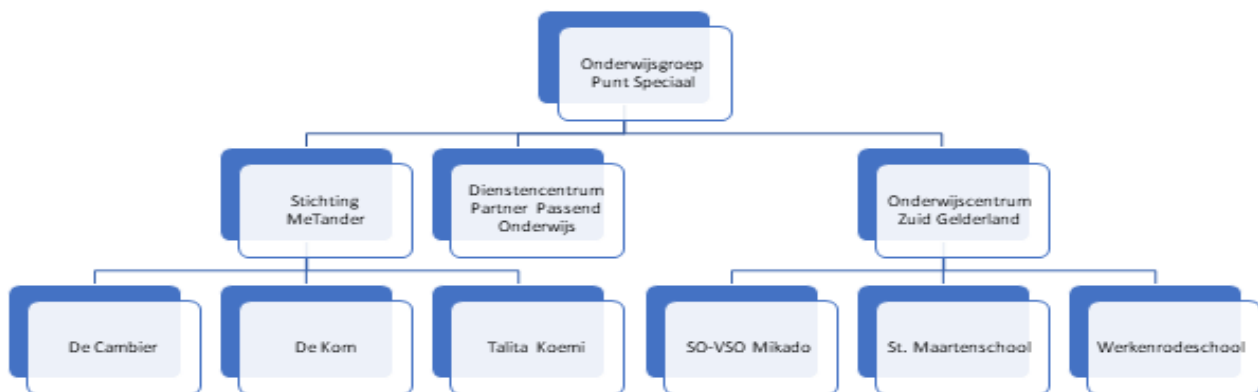 Onderwijsgroep
Punt Speciaal
Stichting
MeTander
Dienstencentrum
Partner Passend
Onderwijs
Onderwijscentrum
Zuid Gelderland
De Cambier
De Kom
Talita Koemi
SO-VSO Mikado
St. Maartenschool
Werkenrodeschool